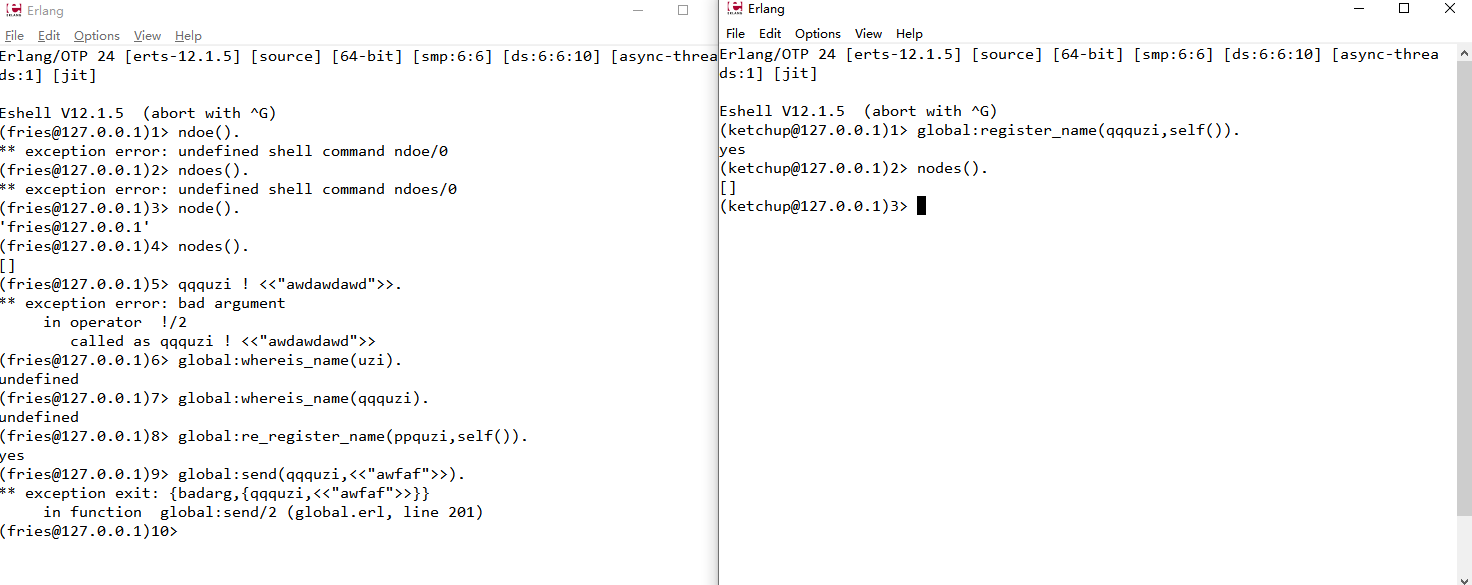 Erlang
File Edit Options View Help
Erlang/OTP 24 [erts-12.1.5] [source] [64-bit] [smp:6:6] [ds:6:6:10] [async-threa
ds:1] [jit]
Eshell V12.1.5  (abort with ^G)
(fries@127.0.0.1)1> ndoe().
** exception error: undefined shell command ndoe/0
(fries@127.0.0.1)2> ndoes().
** exception error: undefined shell command ndoes/0
(fries@127.0.0.1)3> node().
'fries@127.0.0.1'
(fries@127.0.0.1)4> nodes().
[]
(fries@127.0.0.1)5> qqquzi ! <<"awdawdawd">>.
** exception error: bad argument
     in operator  !/2
        called as qqquzi ! <<"awdawdawd">>
(fries@127.0.0.1)6> global:whereis_name(uzi).
undefined
(fries@127.0.0.1)7> global:whereis_name(qqquzi).
undefined
(fries@127.0.0.1)8> global:re_register_name(ppquzi,self()).
yes
(fries@127.0.0.1)9> global:send(qqquzi,<<"awfaf">>).
** exception exit: {badarg,{qqquzi,<<"awfaf">>}}
     in function  global:send/2 (global.erl, line 201)
(fries@127.0.0.1)10>
Erlang
File Edit Options View Help
Erlang/OTP 24 [erts-12.1.5] [source] [64-bit] [smp:6:6] [ds:6:6:10] [async-threa
ds:1] [jit]
Eshell V12.1.5  (abort with ^G)
(ketchup@127.0.0.1)1> global:register_name(qqquzi,self()).
yes
(ketchup@127.0.0.1)2> nodes().
[]
(ketchup@127.0.0.1)3>